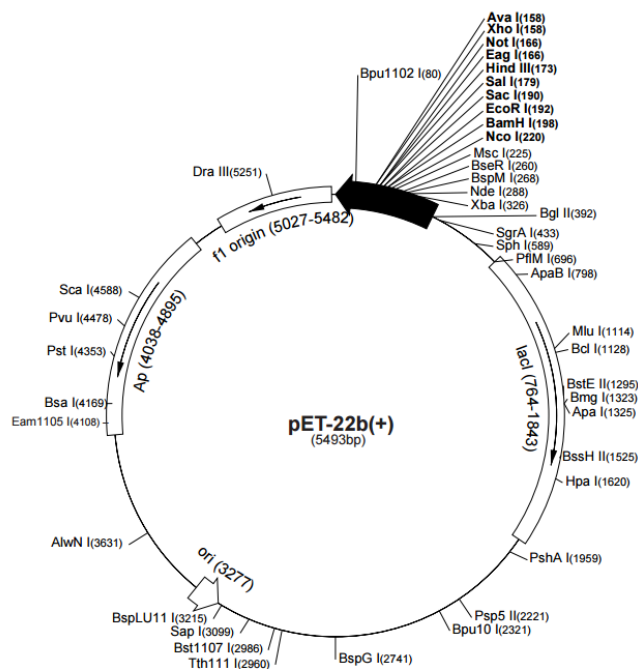 Ava I(158)
Xho I(158)
Not I(166)
Eag I(166)
Hind III(173)
Sal I(179)
Sac I(190)
EcoR I(192)
BamH I(198)
Nco I(220)
Bpu1102 I(80)
Msc I(225)
BseR I(260)
BspM I(268)
Nde I(288)
Xba I(326)
Bgl II(392)
SgrA I(433)
Sph I(589)
PflM I(696)
ApaB I(798)
Mlu I(1114)
Bcl I(1128)
BstE II(1295)
Bmg I(1323)
Apa I(1325)
BssH II(1525)
Hpa I(1620)
PshA I(1959)
Psp5 II(2221)
Bpu10 I(2321)
BspG I(2741)
Tth111 I(2960)
Bst1107 I(2986)
Sap I(3099)
BspLU11 I(3215)
AlwN I(3631)
Eam1105 I(4108)
Bsa I(4169)
Pst I(4353)
Pvu I(4478)
Sca I(4588)
Dra III(5251)
f1 origin (5027-5482)
Ap (4038-4895)
lacI (764-1843)
ori (3277)
pET-22b(+)
(5493bp)